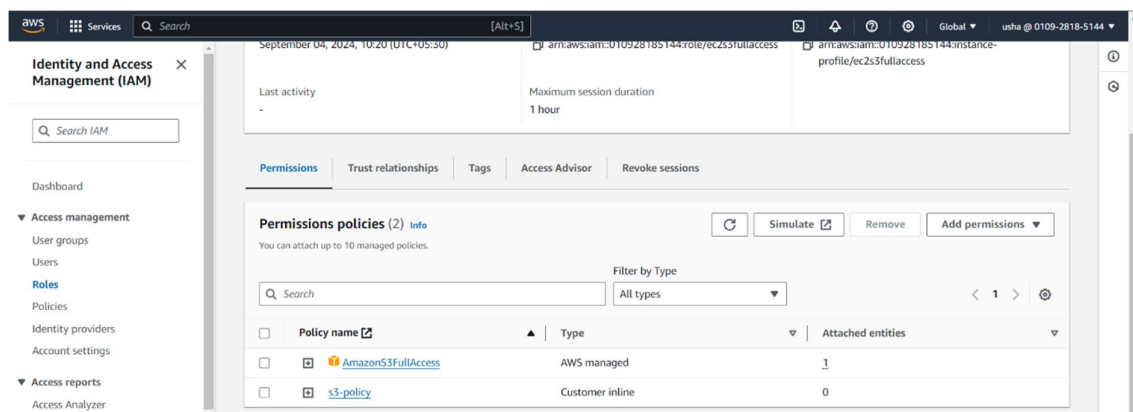 aws Services Search [Alt+S] Global usha @ 0109-2818-5144
Identity and Access
Management (IAM)
Search IAM
Dashboard
Access management
User groups
Users
Roles
Policies
Identity providers
Account settings
Access reports
Access Analyzer
September 04, 2024, 10:20 (UTC+05:30)
arn:aws:iam::010928185144:role/ec2s3fullaccess
arn:aws:iam::010928185144:instance-
profile/ec2s3fullaccess
Last activity
-
Maximum session duration
1 hour
Permissions Trust relationships Tags Access Advisor Revoke sessions
Permissions policies (2) Info
Simulate Remove Add permissions
You can attach up to 10 managed policies.
Filter by Type
Search All types 1
Policy name Type Attached entities
AmazonS3FullAccess AWS managed 1
s3-policy Customer inline 0